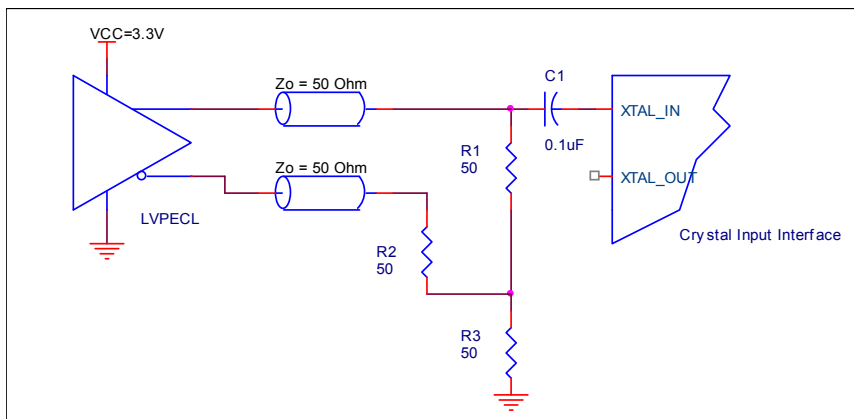 VCC=3.3V
Zo = 50 Ohm
C1
0.1uF
XTAL_IN
R1
50
Zo = 50 Ohm
XTAL_OUT
LVPECL
Crystal Input Interface
R2
50
R3
50